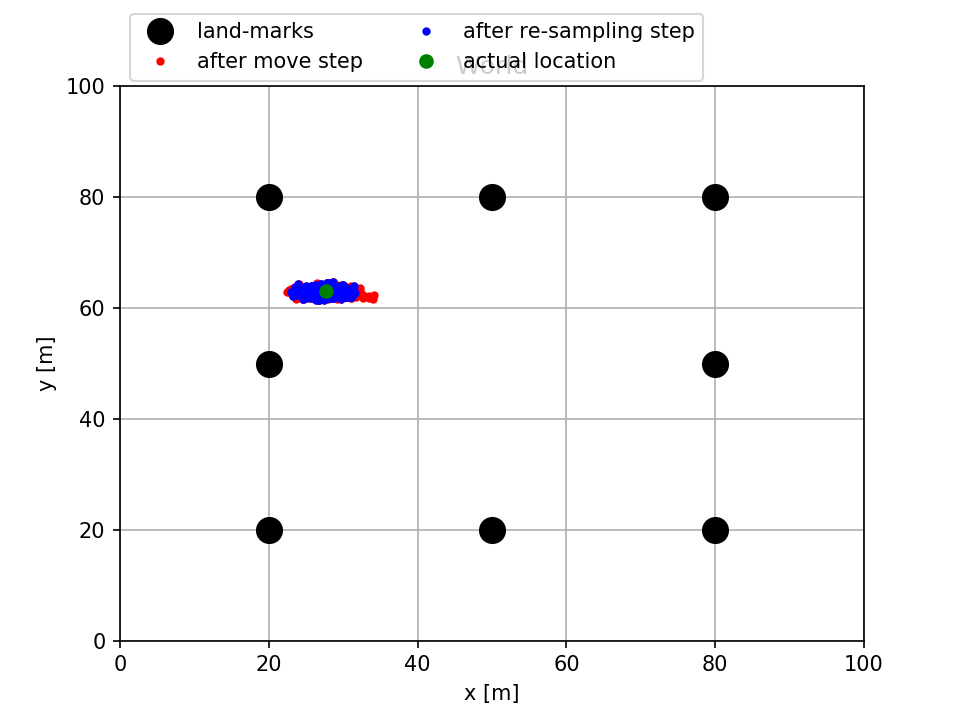 land-marks
after re-sampling step
after move step
actual location
World
100
80
60
40
20
0
y [m]
0
20
40
60
80
100
x [m]